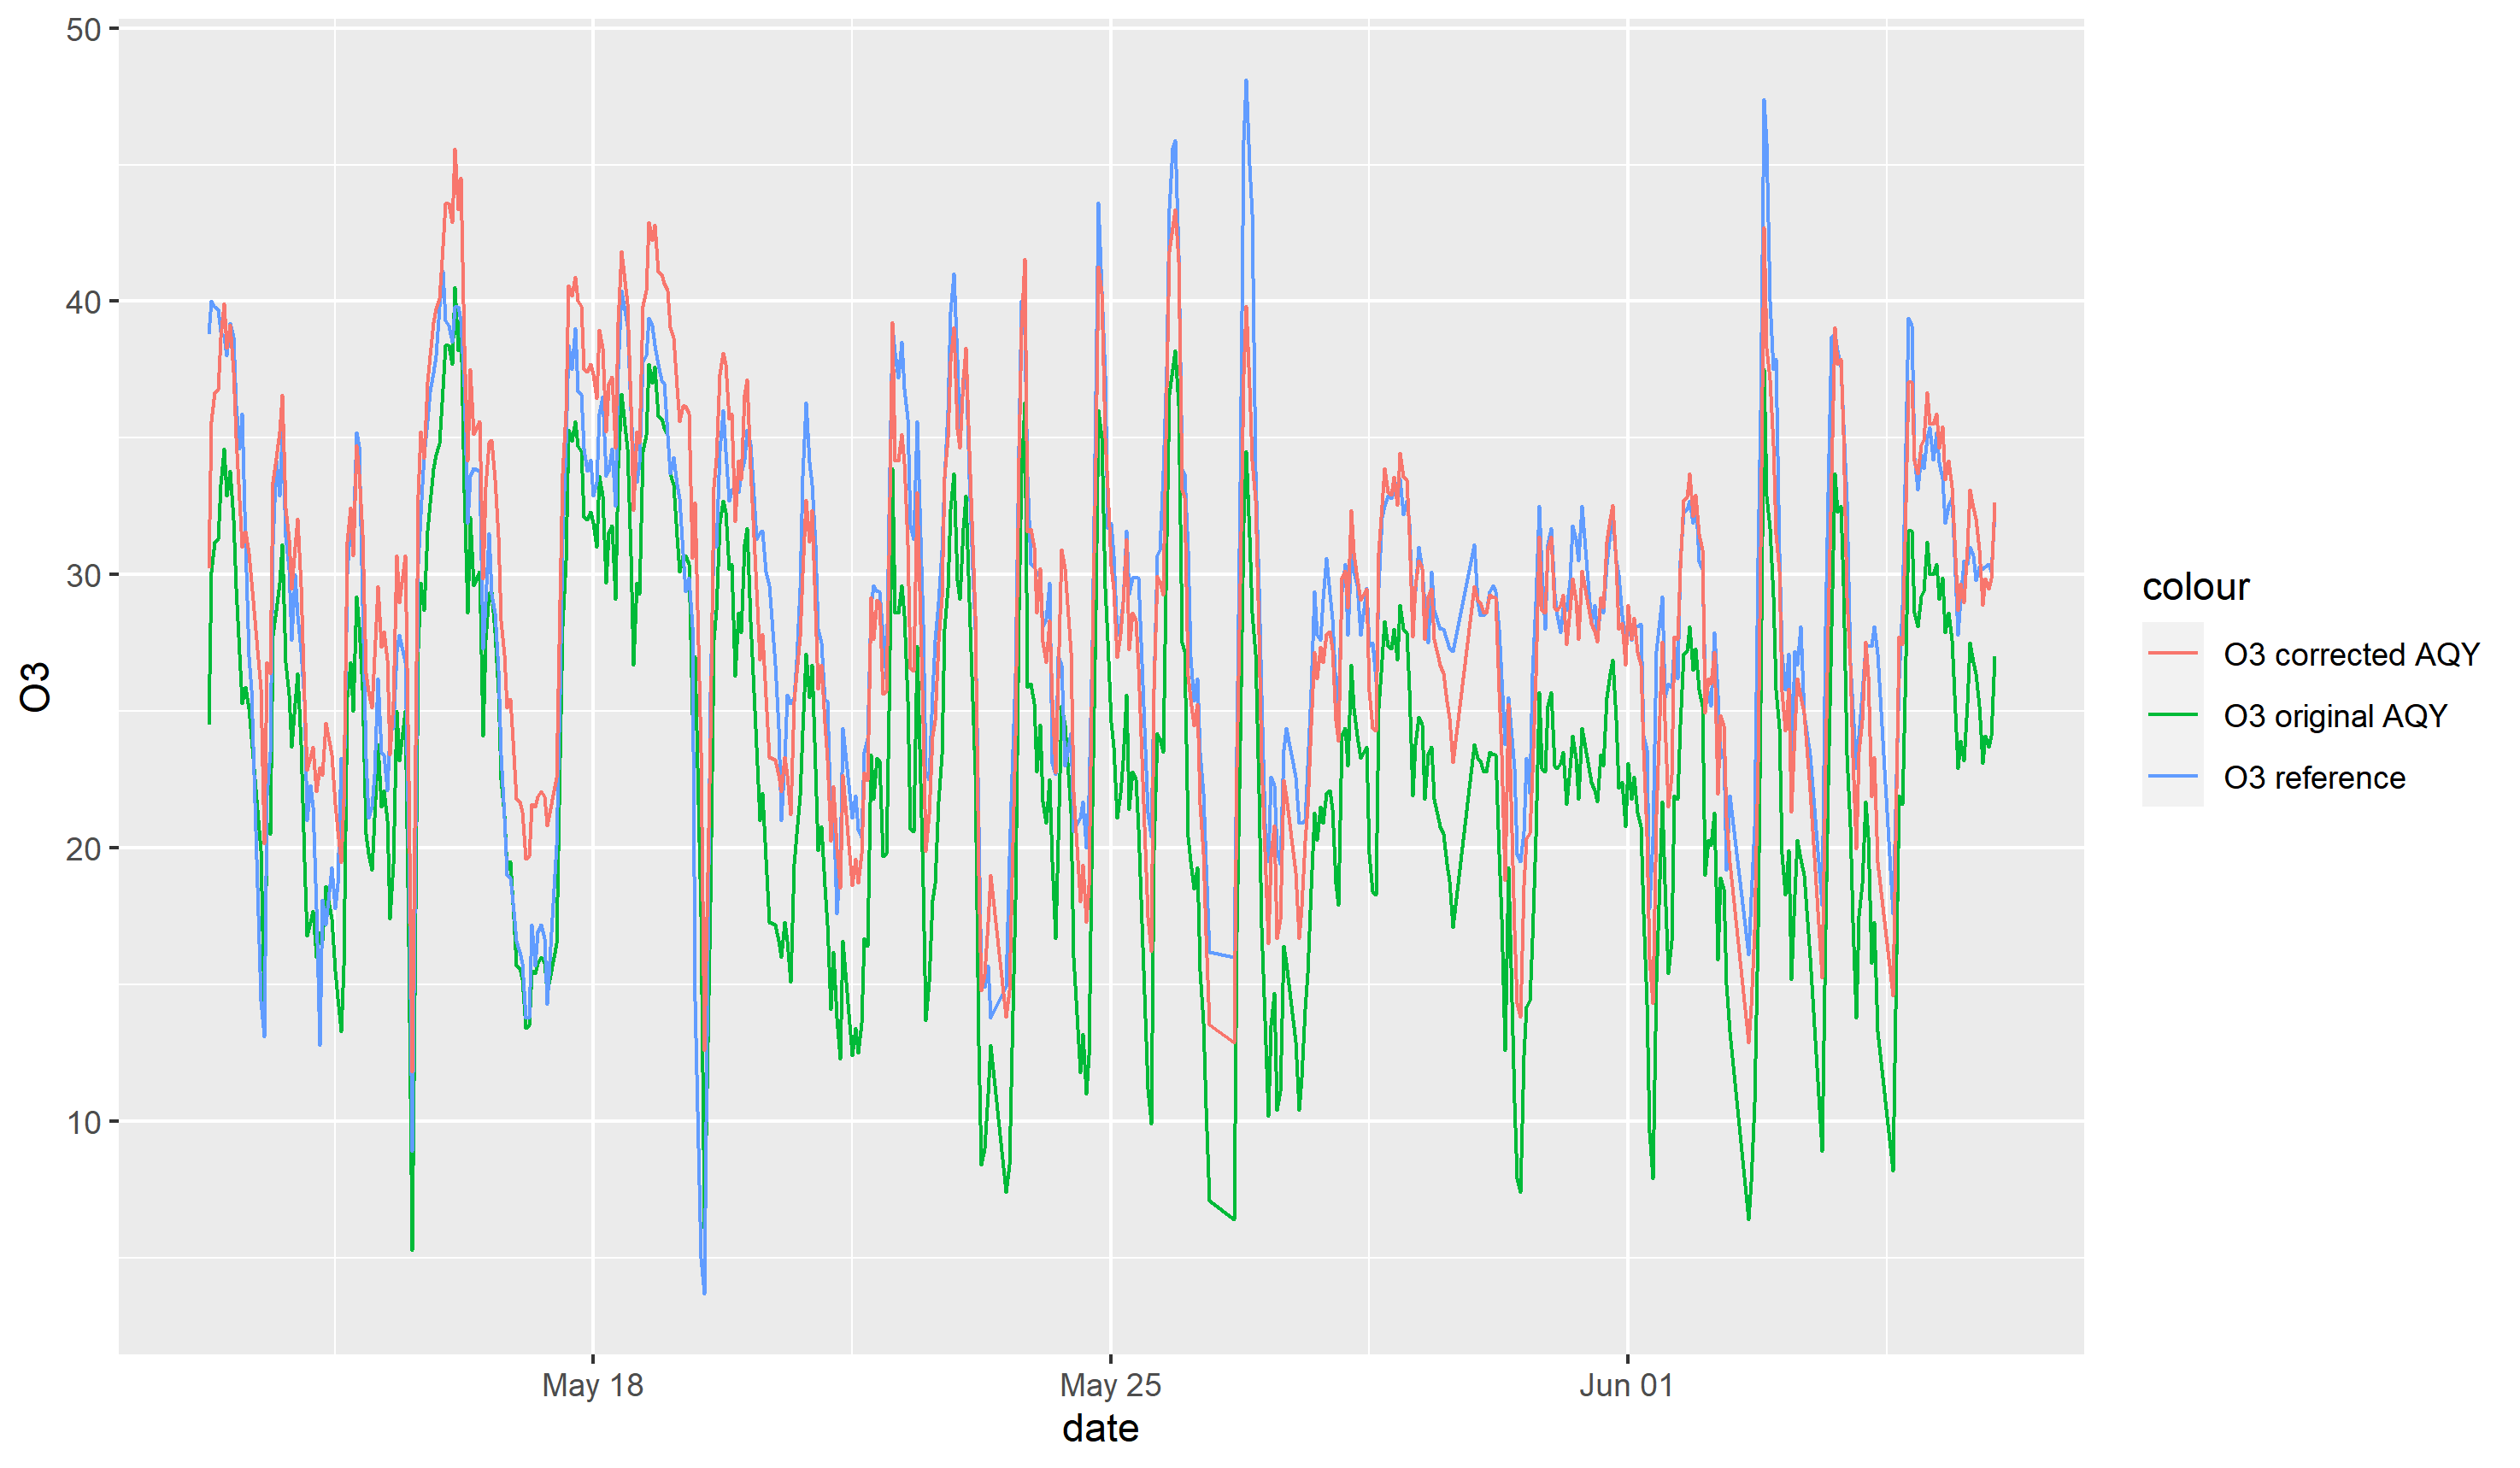 50
40
30
20
10
O3
May 18
May 25
Jun 01
date
colour
O3 corrected AQY
O3 original AQY
O3 reference